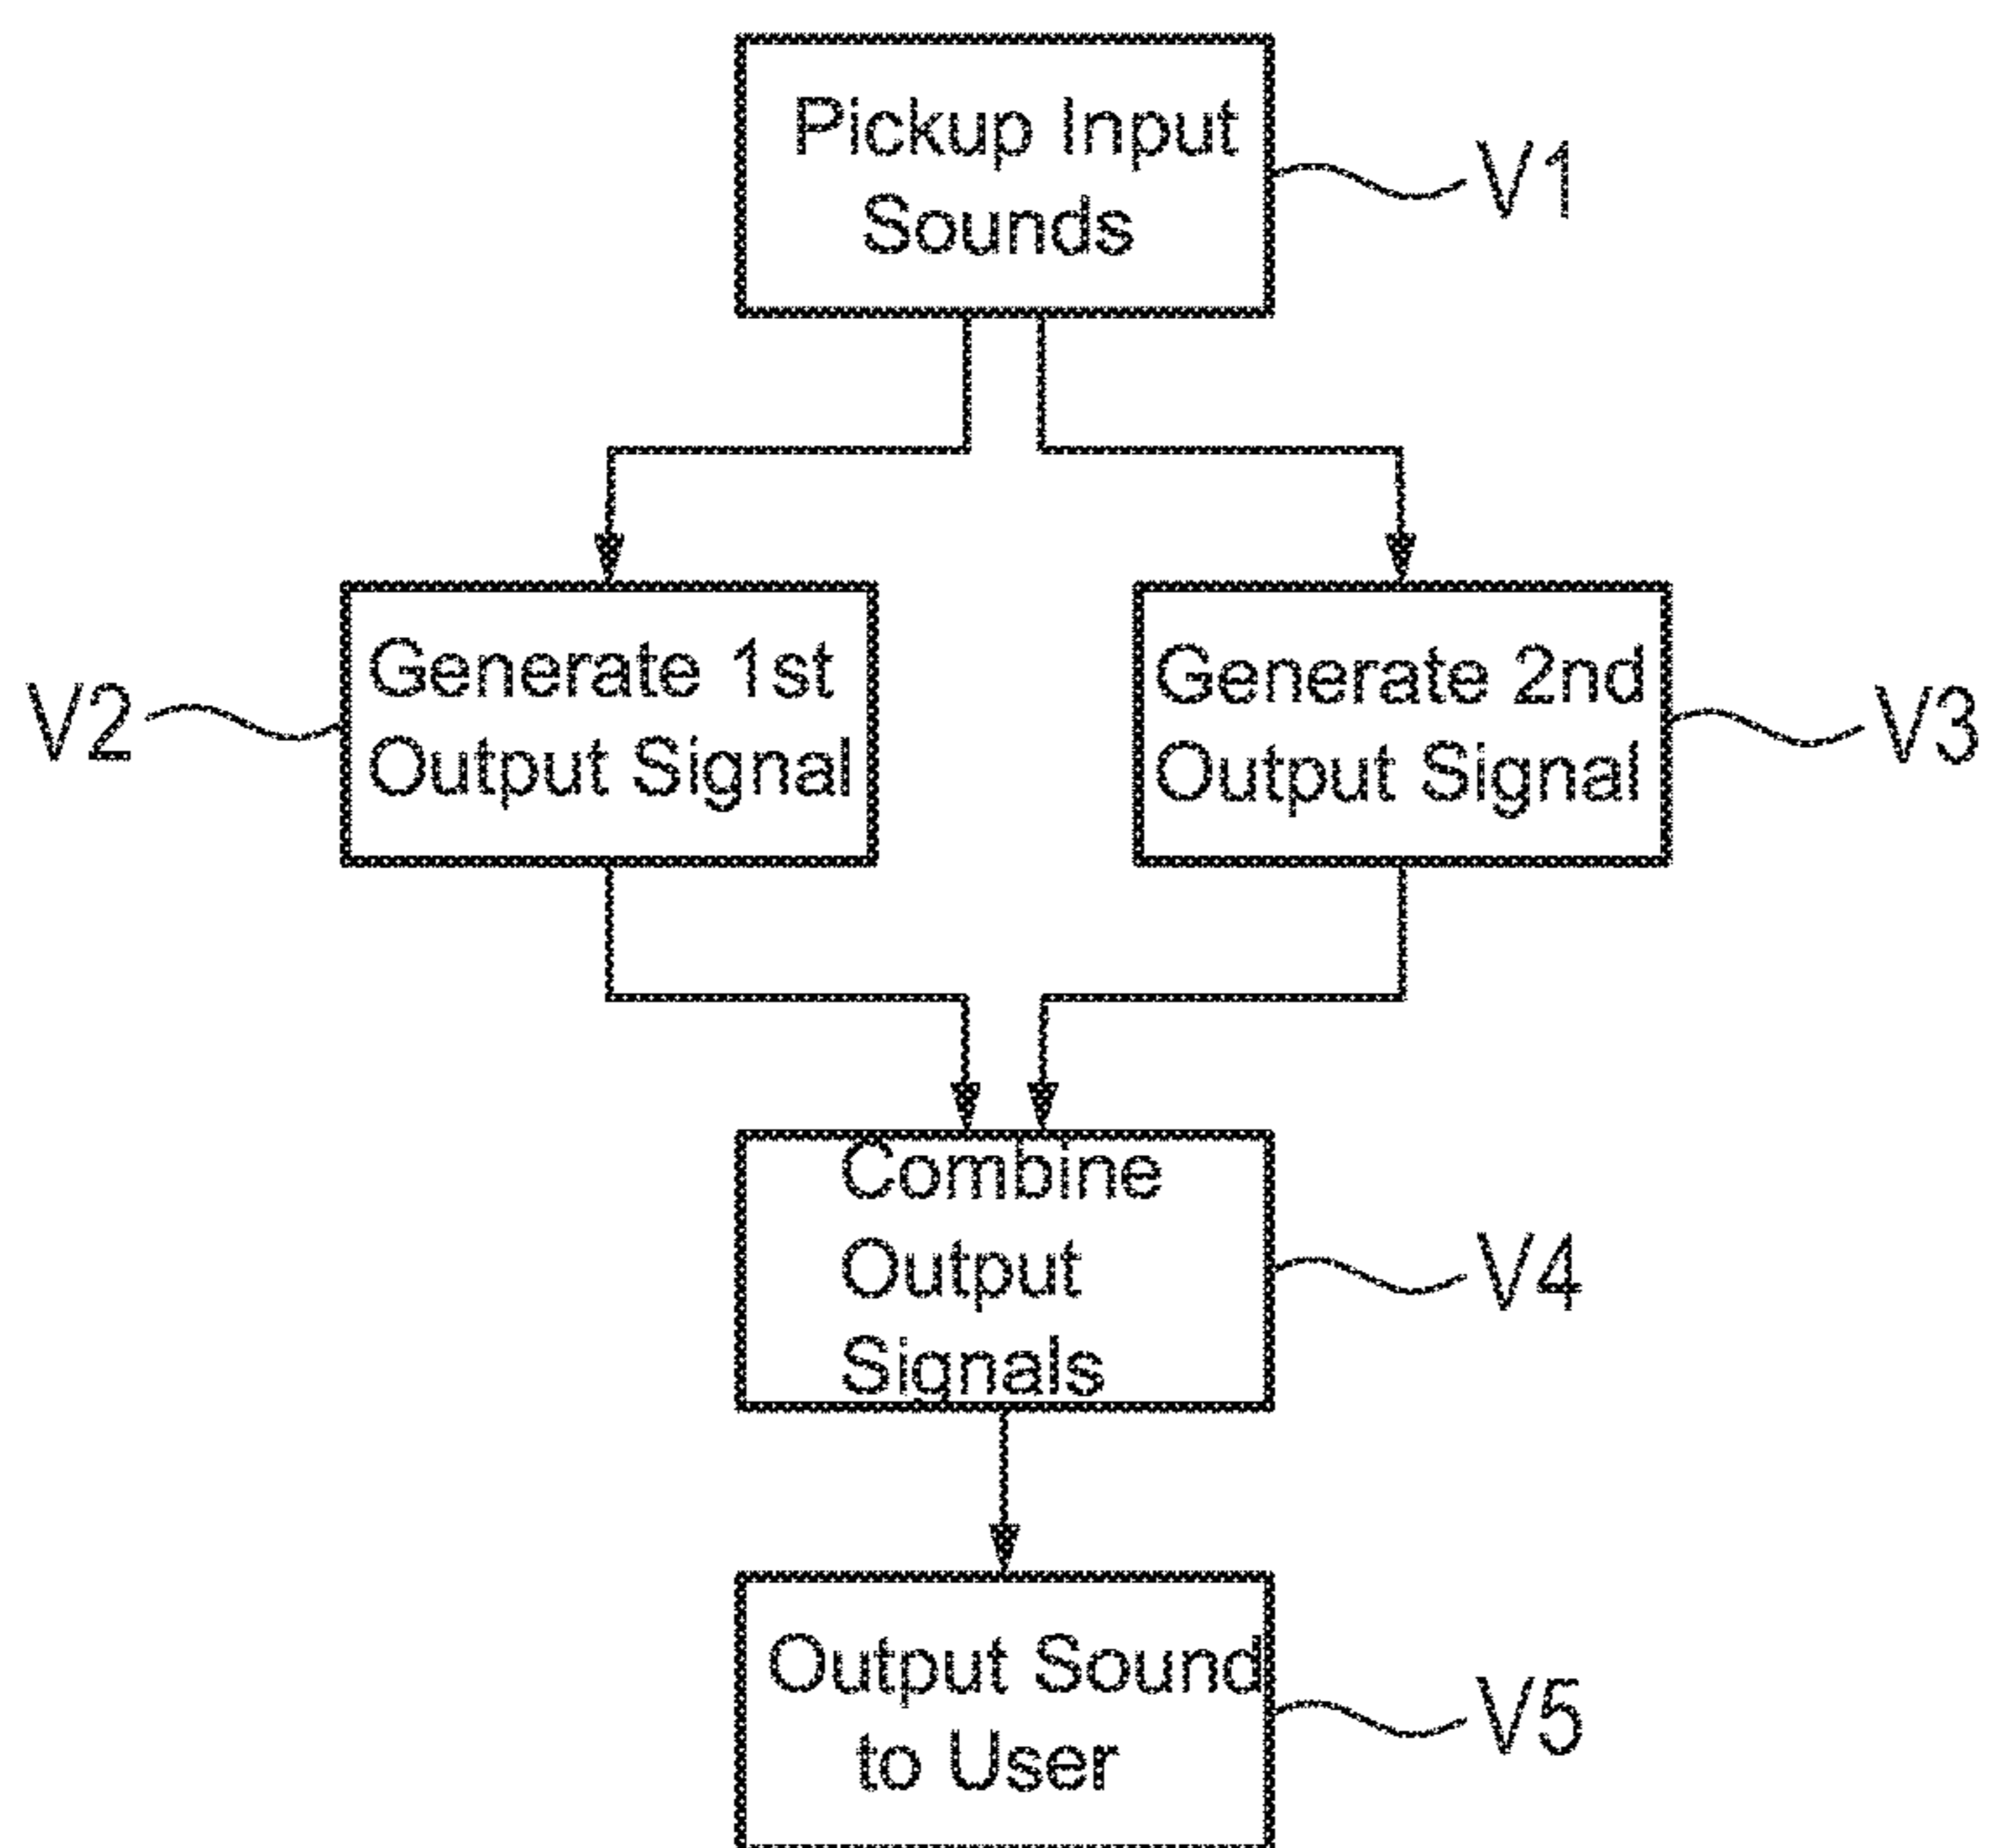 Pickup Input
Sounds
V1
Generate 1st
Output Signal
V2
Generate 2nd
Output Signal
V3
Combine
Output
Signals
V4
Output Sound
to User
V5